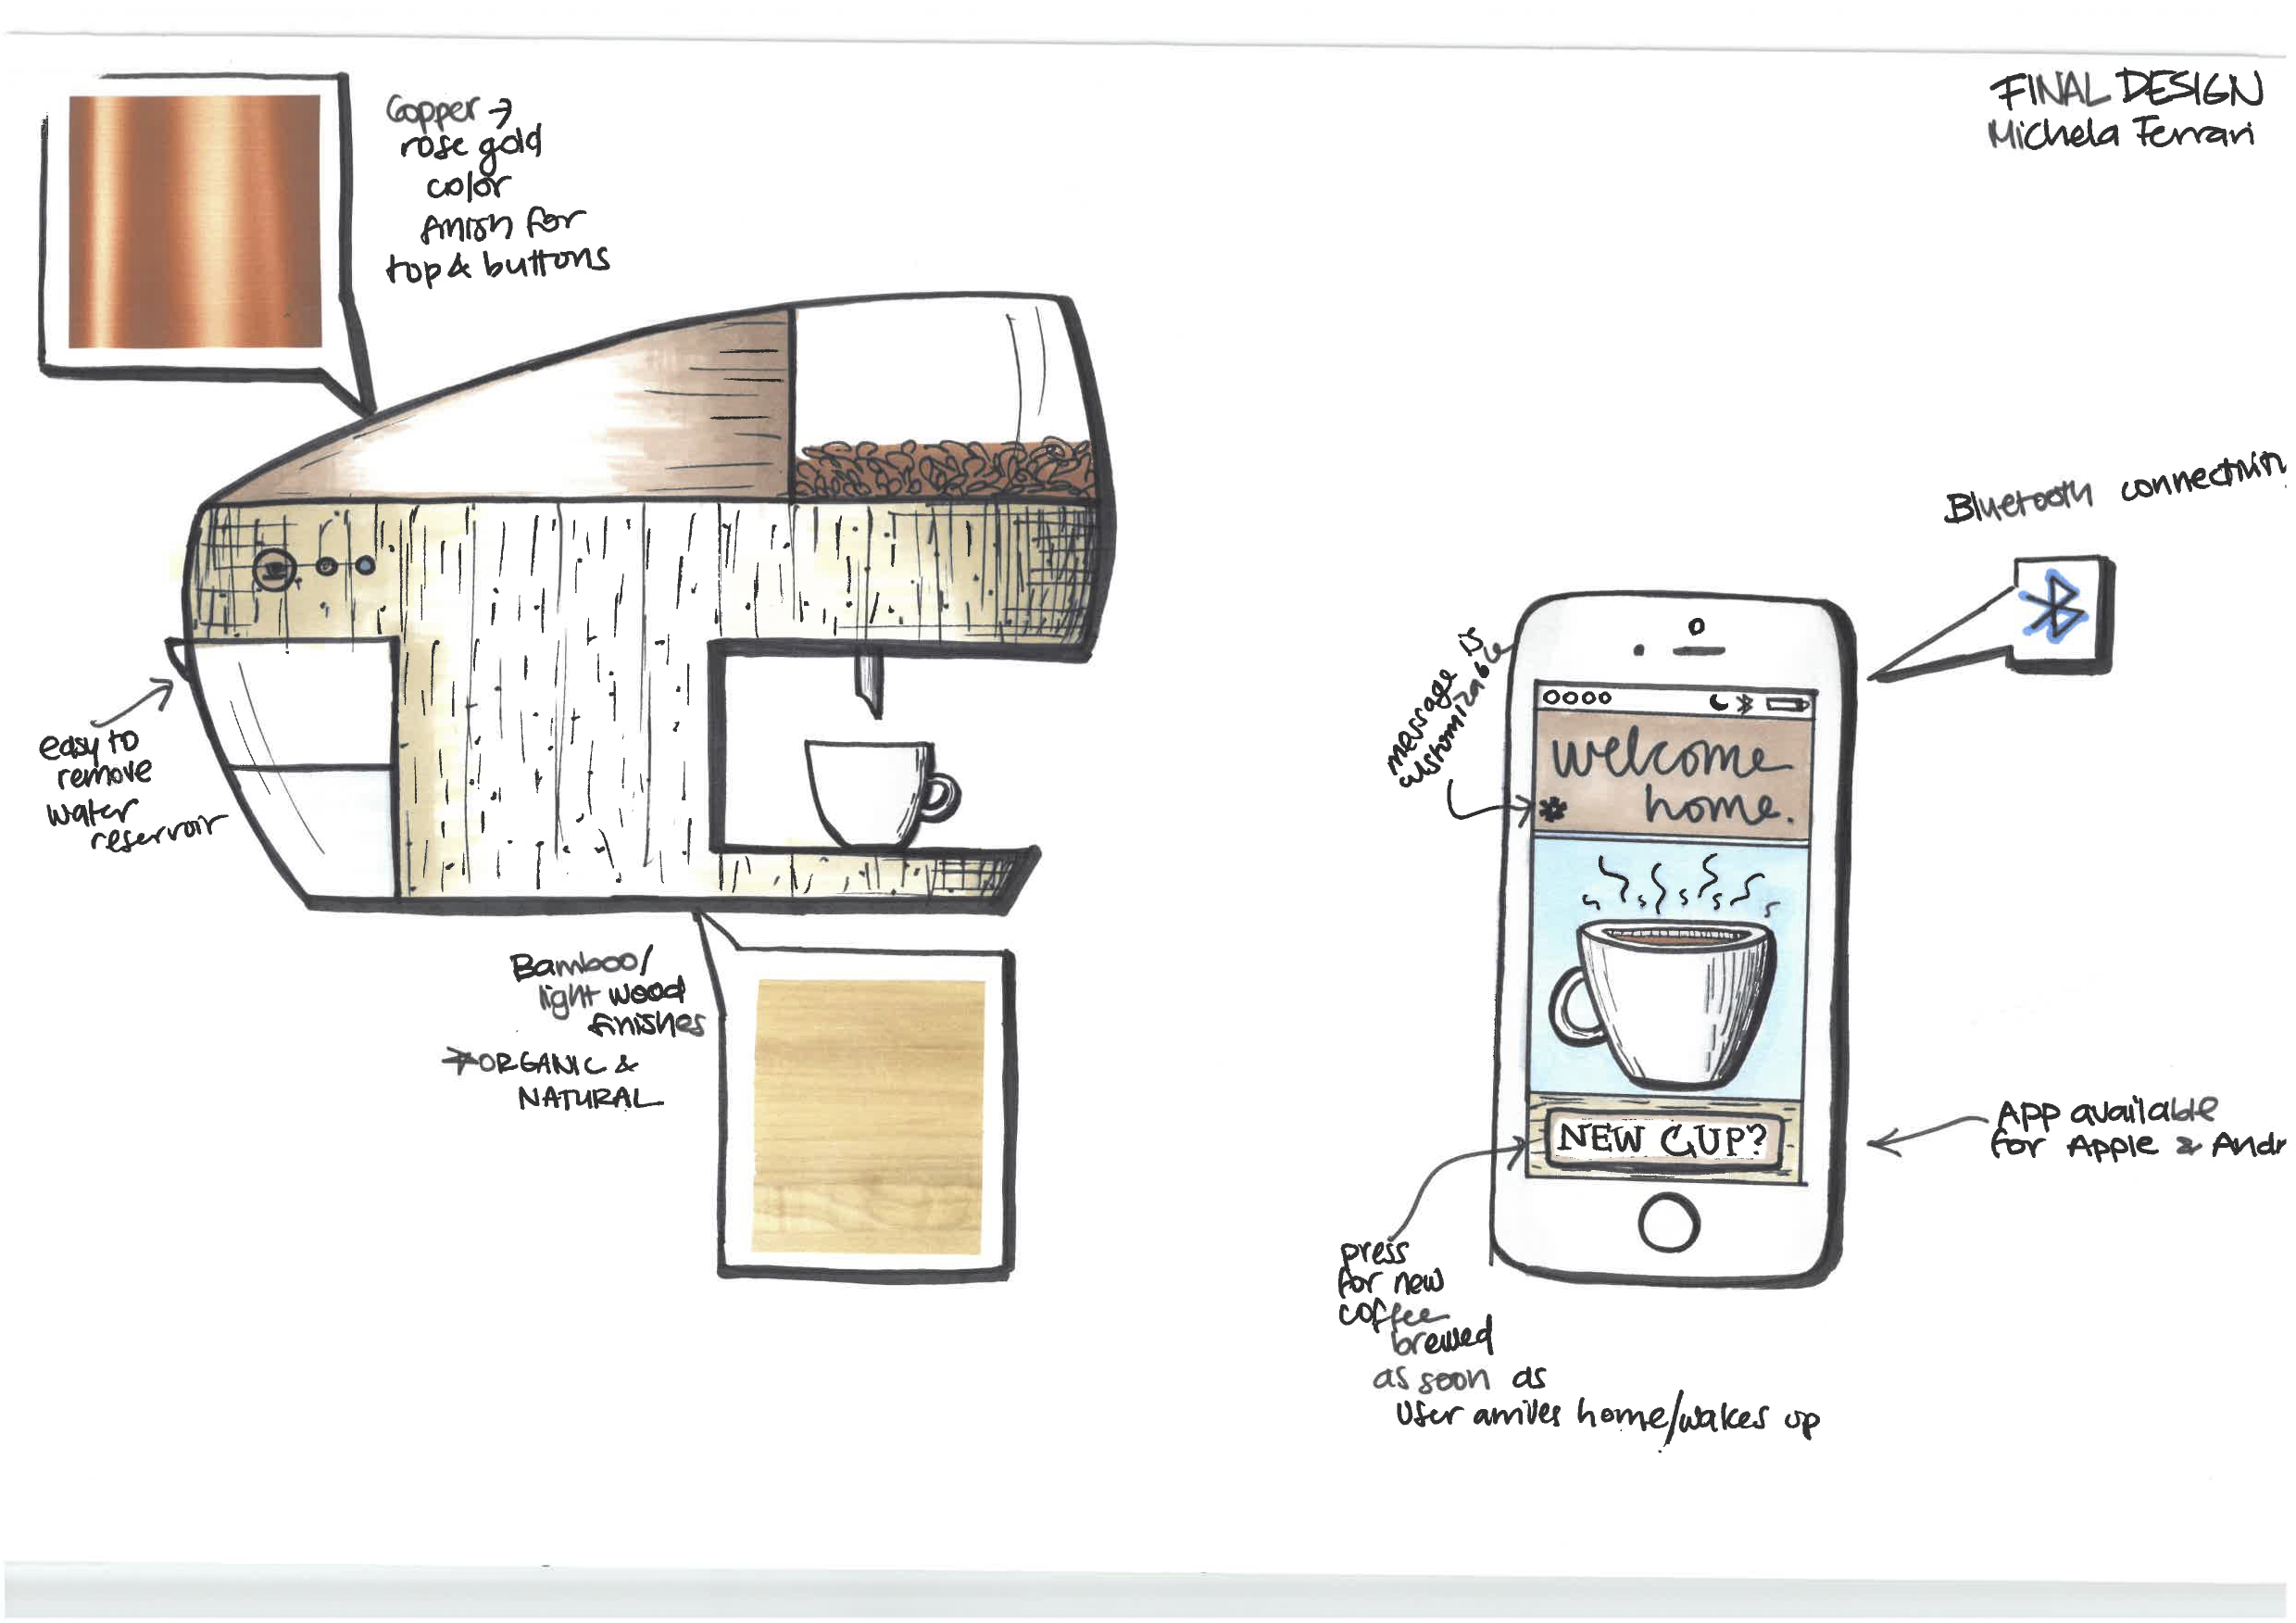 FINAL DESIGN
Michela Ferrari
Copper →
rose gold
color
finish for
top & buttons
easy to
remove
water
reservoir
Bamboo/
light wood
finishes
→ ORGANIC &
NATURAL
Bluetooth connectivit
message is
customizable
welcome
* home.
NEW CUP?
App available
for Apple & Andr
press
for new
coffee
brewed
as soon as
User arrives home/wakes up